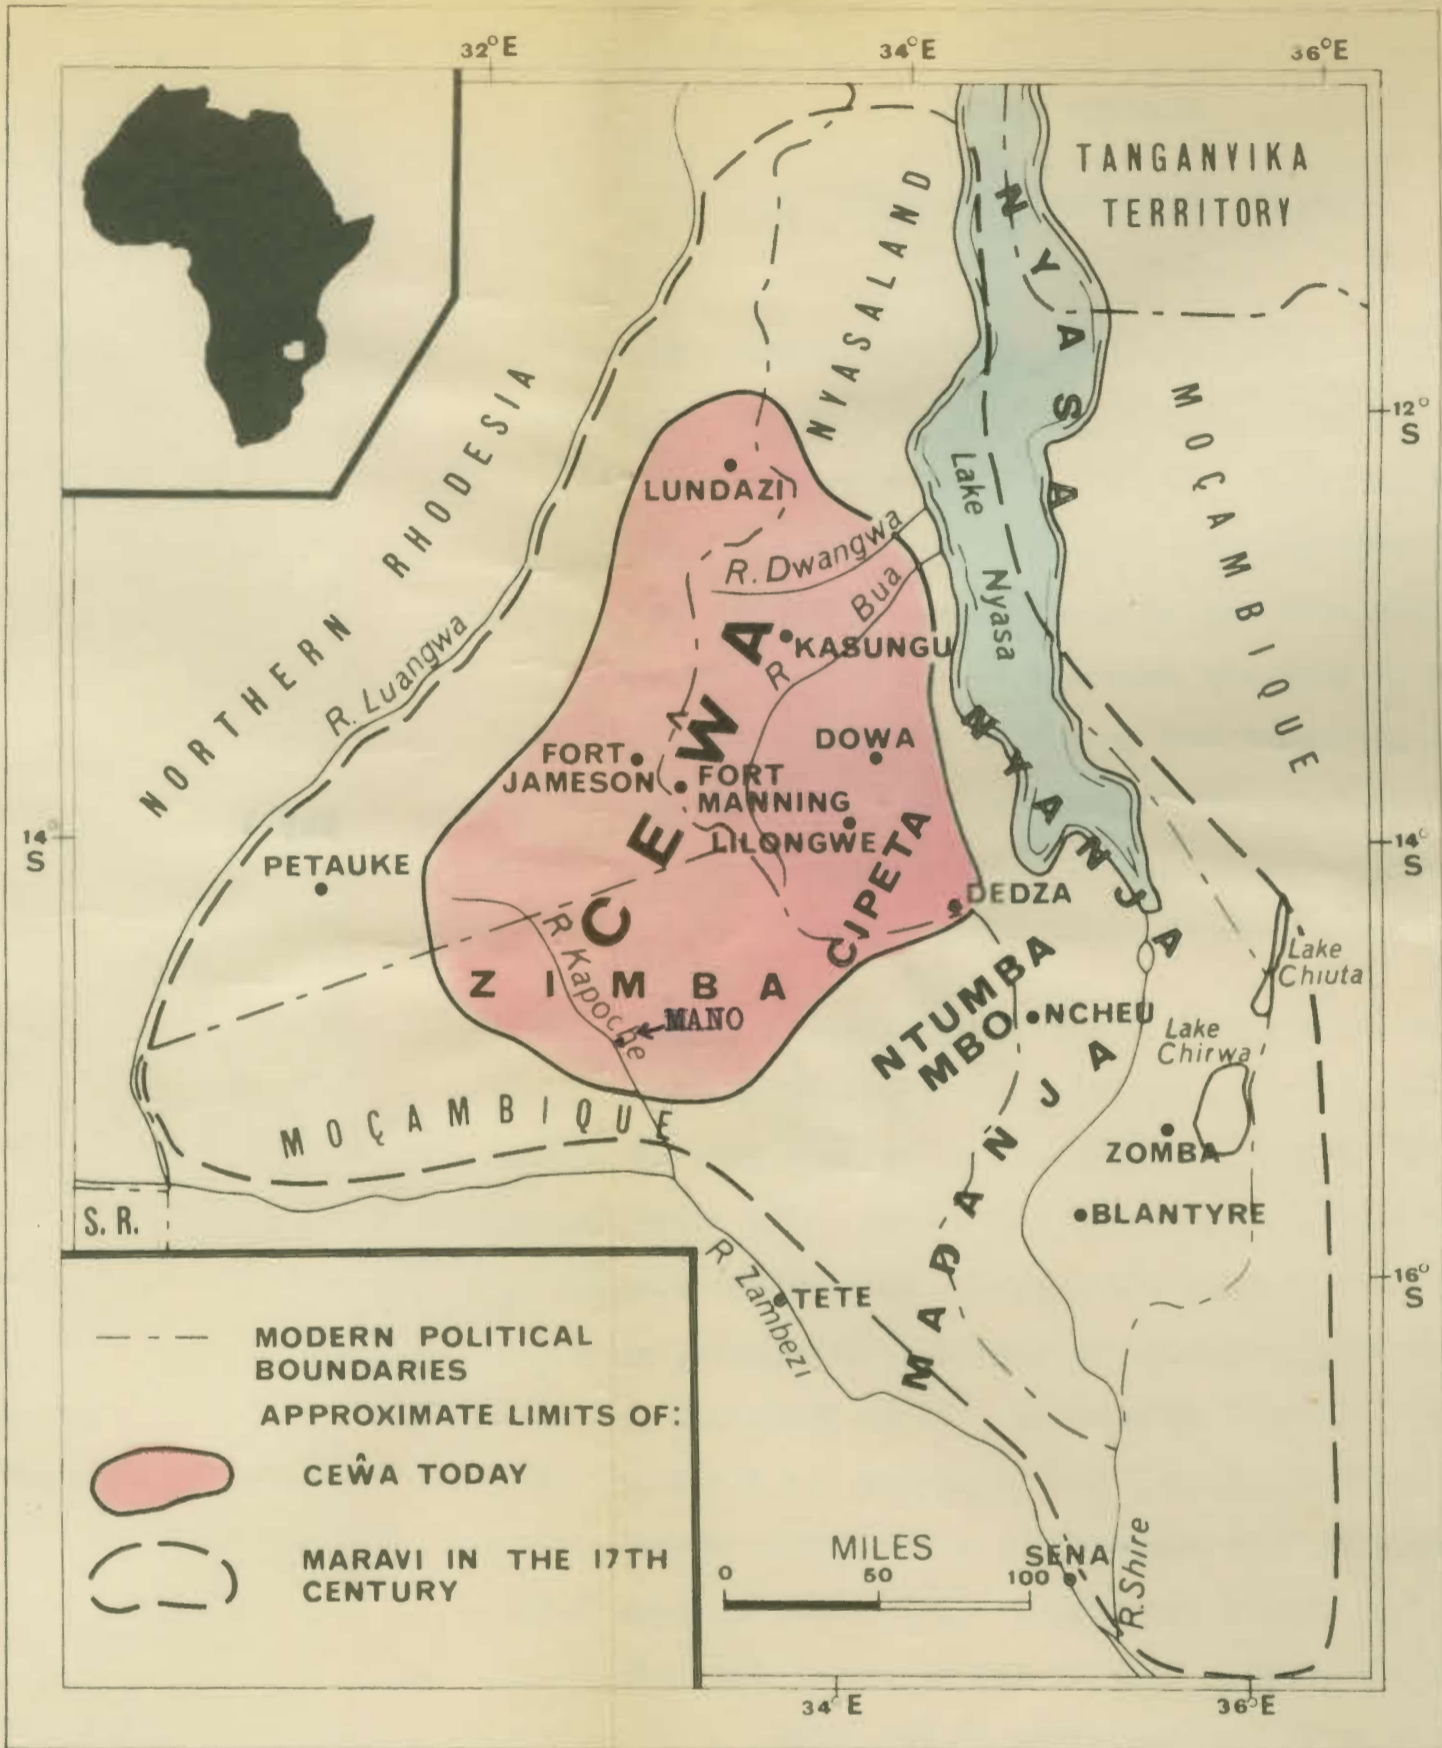 32°E
34°E
36°E
TANGANYIKA
TERRITORY
NYASALAND
NYASA
NORTHERN RHODESIA
MOÇAMBIQUE
12°
S
LUNDAZI
Lake Nyasa
R. Dwangwa
R Bua
KASUNGU
R. Luangwa
CEWA
DOWA
FORT
JAMESON
FORT
MANNING
LILONGWE
NYANJA
14°
S
14°
S
PETAUKE
CIPETA
DEDZA
R. Kapoche
ZIMBA
MANO
NTUMBA
MBO
NCHEU
Lake
Chiuta
Lake
Chirwa
MOÇAMBIQUE
MADANJA
ZOMBA
BLANTYRE
S. R.
R. Zambezi
TETE
16°
S
MODERN POLITICAL
BOUNDARIES
APPROXIMATE LIMITS OF:
CEŴA TODAY
MARAVI IN THE 17TH
CENTURY
MILES
0 50 100
SENA
R. Shire
34°E
36°E